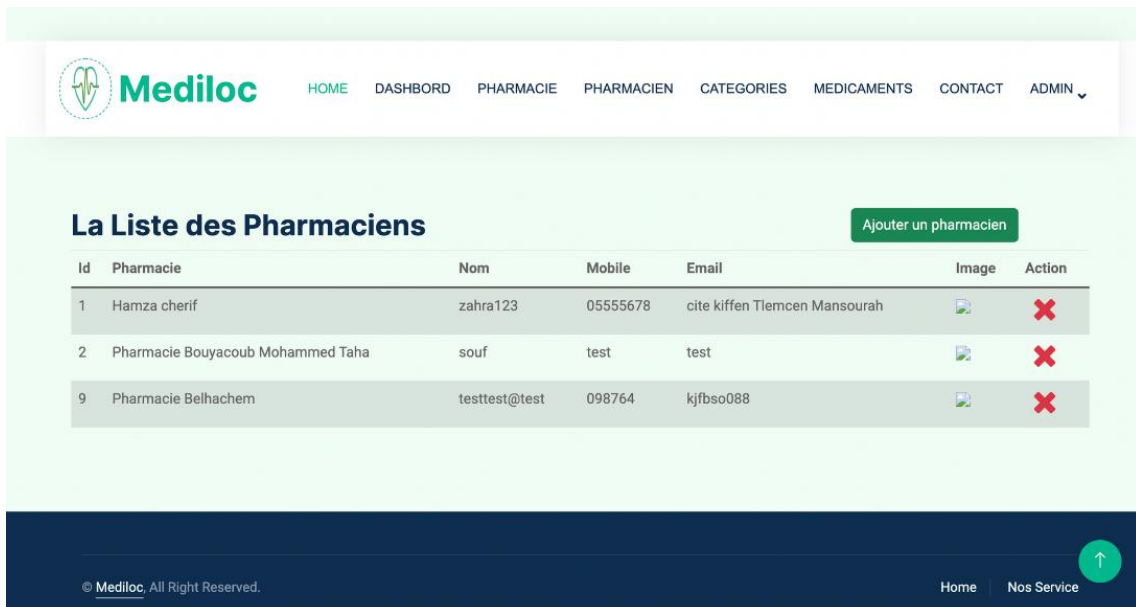 Mediloc HOME DASHBORD PHARMACIE PHARMACIEN CATEGORIES MEDICAMENTS CONTACT ADMIN
La Liste des Pharmaciens Ajouter un pharmacien
Id Pharmacie Nom Mobile Email Image Action
1 Hamza cherif zahra123 05555678 cite kiffen Tlemcen Mansourah
2 Pharmacie Bouyacoub Mohammed Taha souf test test
9 Pharmacie Belhachem testtest@test 098764 kjfbso088
© Mediloc, All Right Reserved. Home Nos Service